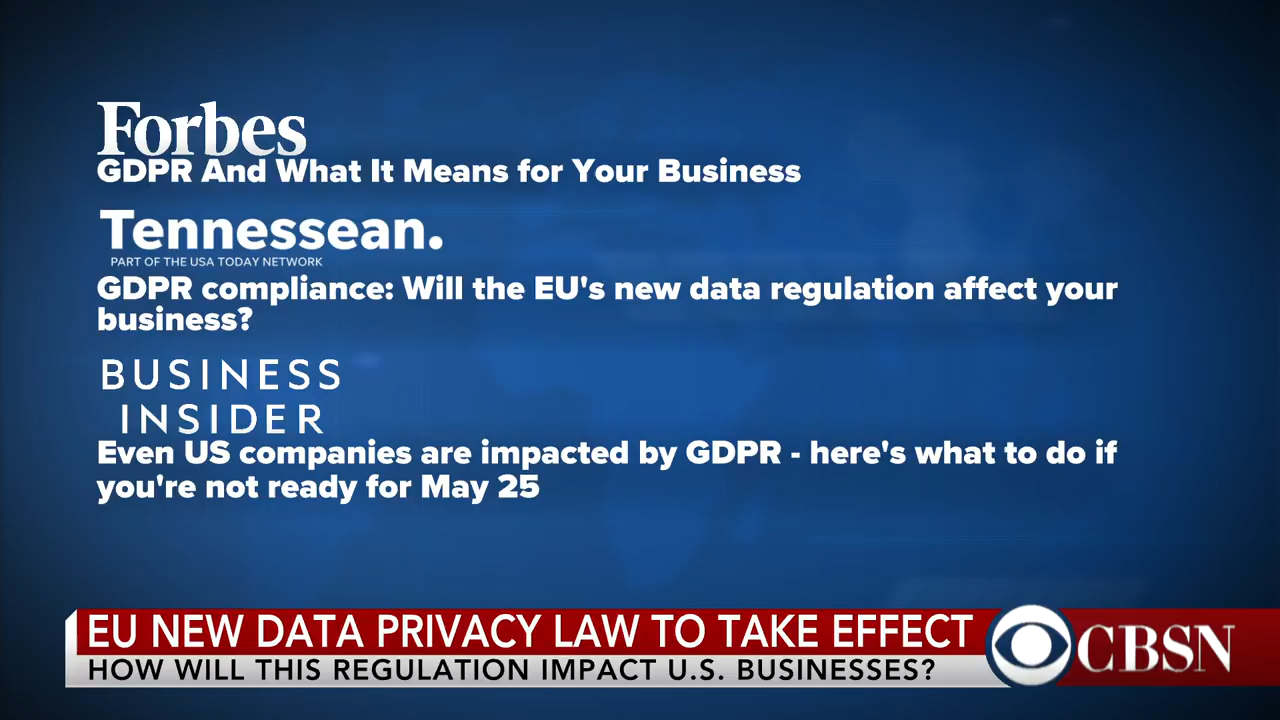 Forbes
GDPR And What It Means for Your Business
Tennessean.
PART OF THE USA TODAY NETWORK
GDPR compliance: Will the EU's new data regulation affect your
business?
BUSINESS
INSIDER
Even US companies are impacted by GDPR - here's what to do if
you're not ready for May 25
EU NEW DATA PRIVACY LAW TO TAKE EFFECT
HOW WILL THIS REGULATION IMPACT U.S. BUSINESSES?
CBSN